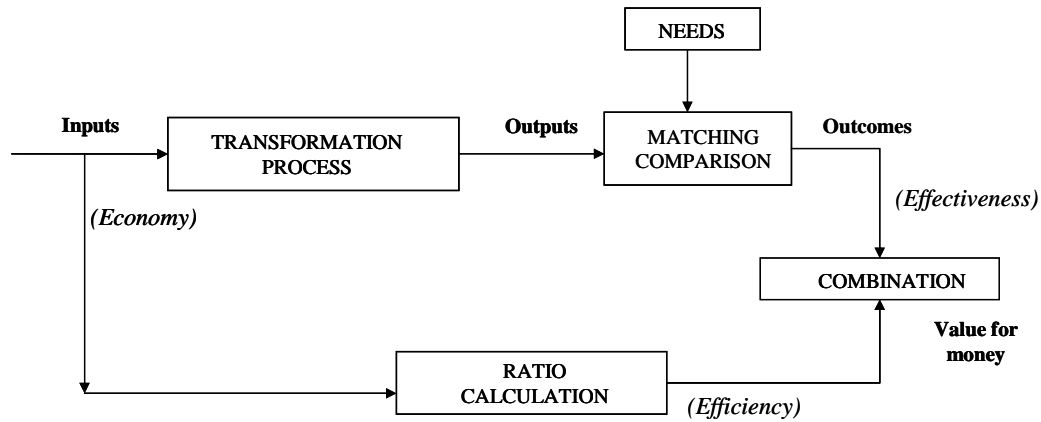 NEEDS
Inputs
TRANSFORMATION
PROCESS
Outputs
MATCHING
COMPARISON
Outcomes
(Economy)
(Effectiveness)
COMBINATION
Value for
money
RATIO
CALCULATION
(Efficiency)